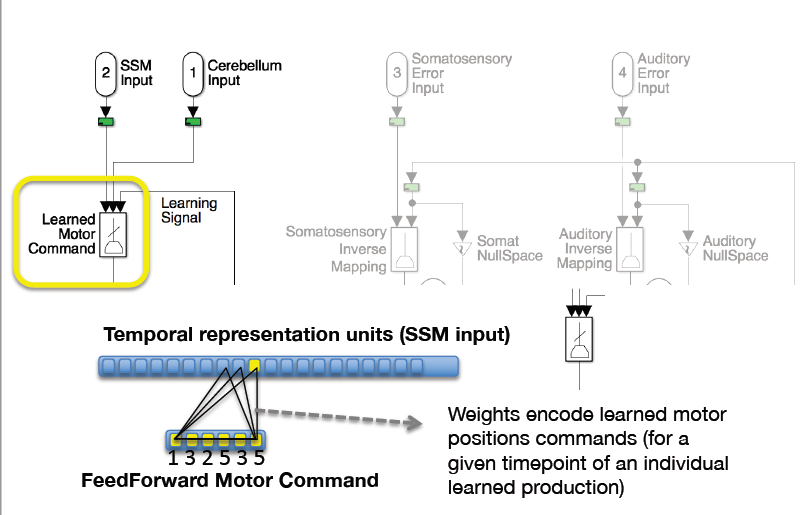 2
SSM
Input
1
Cerebellum
Input
3
Somatosensory
Error
Input
4
Auditory
Error
Input
Learned
Motor
Command
Learning
Signal
Somatosensory
Inverse
Mapping
Somat
NullSpace
Auditory
Inverse
Mapping
Auditory
NullSpace
Temporal representation units (SSM input)
1 3 2 5 3 5
FeedForward Motor Command
Weights encode learned motor
positions commands (for a
given timepoint of an individual
learned production)